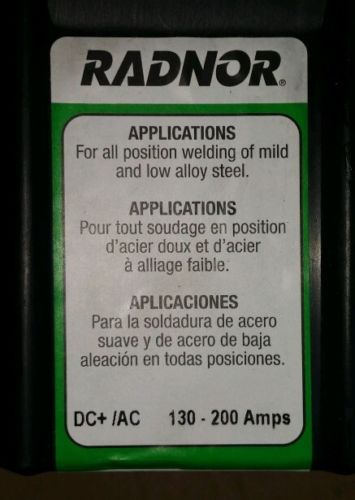 RADNOR®
APPLICATIONS
For all position welding of mild
and low alloy steel.
APPLICATIONS
Pour tout soudage en position
d'acier doux et d'acier
à alliage faible.
APLICACIONES
Para la soldadura de acero
suave y de acero de baja
aleación en todas posiciones.
DC+ /AC 130 - 200 Amps